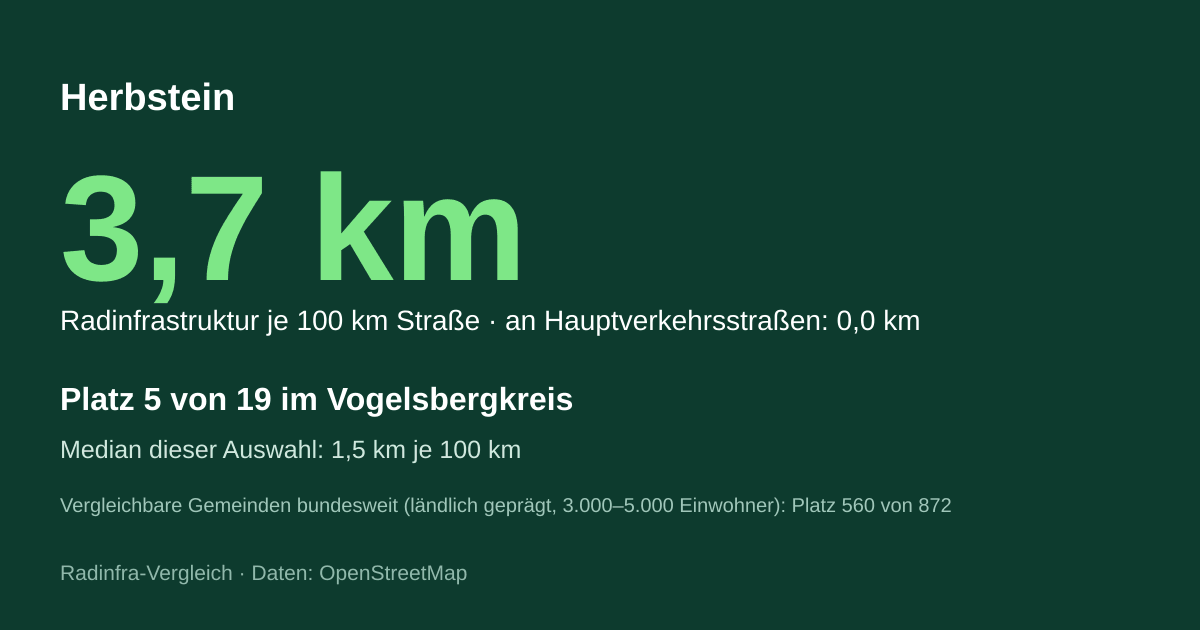 Herbstein
3,7 km
Radinfrastruktur je 100 km Straße · an Hauptverkehrsstraßen: 0,0 km
Platz 5 von 19 im Vogelsbergkreis
Median dieser Auswahl: 1,5 km je 100 km
Vergleichbare Gemeinden bundesweit (ländlich geprägt, 3.000–5.000 Einwohner): Platz 560 von 872
Radinfra-Vergleich · Daten: OpenStreetMap